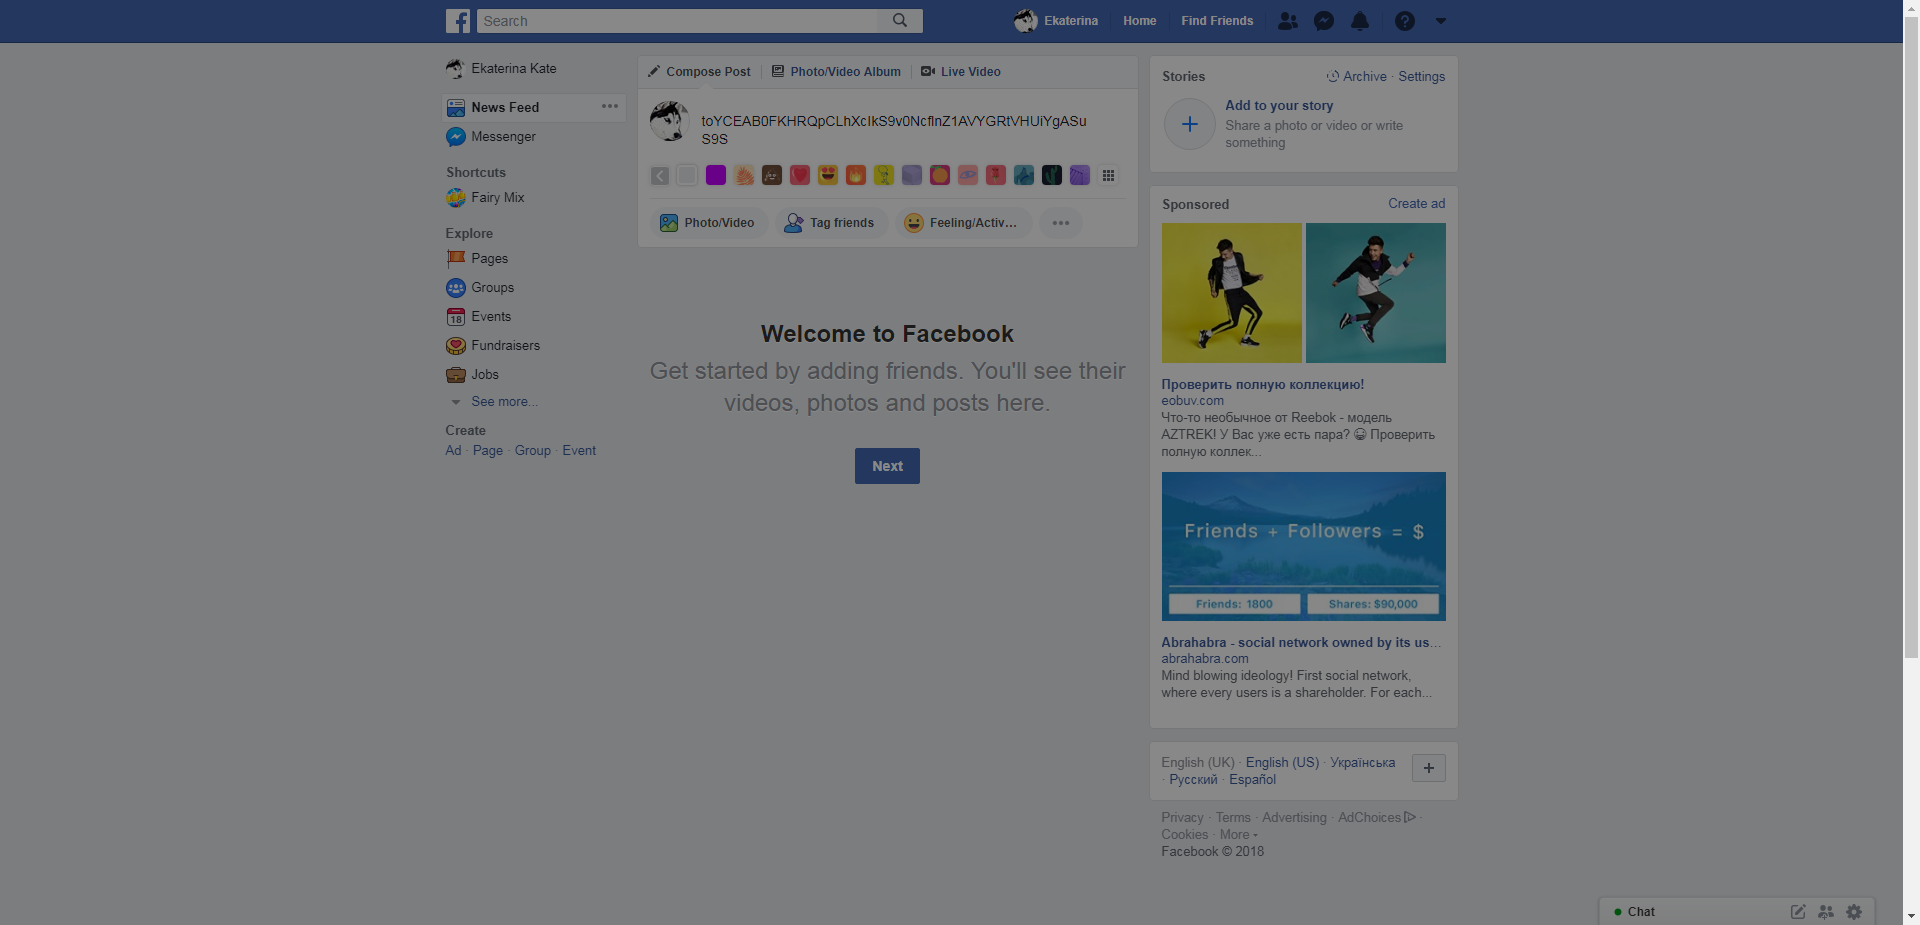 Search
Ekaterina
Home
Find Friends
Ekaterina Kate
News Feed
Messenger
Shortcuts
Fairy Mix
Explore
Pages
Groups
18
Events
Fundraisers
Jobs
See more...
Create
Ad · Page · Group · Event
Compose Post
Photo/Video Album
Live Video
toYCEAB0FKHRQpCLhXcIkS9v0NcfInZ1AVYGRtVHUiYgASu
S9S
Photo/Video
Tag friends
Feeling/Activ...
Welcome to Facebook
Get started by adding friends. You'll see their
videos, photos and posts here.
Next
Stories
Archive · Settings
Add to your story
Share a photo or video or write
something
Sponsored
Create ad
Проверить полную коллекцию!
eobuv.com
Что-то необычное от Reebok - модель
AZTREK! У Вас уже есть пара? 😀 Проверить
полную коллек...
Friends + Followers = $
Friends: 1800
Shares: $90,000
Abrahabra - social network owned by its us...
abrahabra.com
Mind blowing ideology! First social network,
where every users is a shareholder. For each...
English (UK) · English (US) · Українська
· Русский · Español
Privacy · Terms · Advertising · AdChoices ·
Cookies · More
Facebook © 2018
Chat